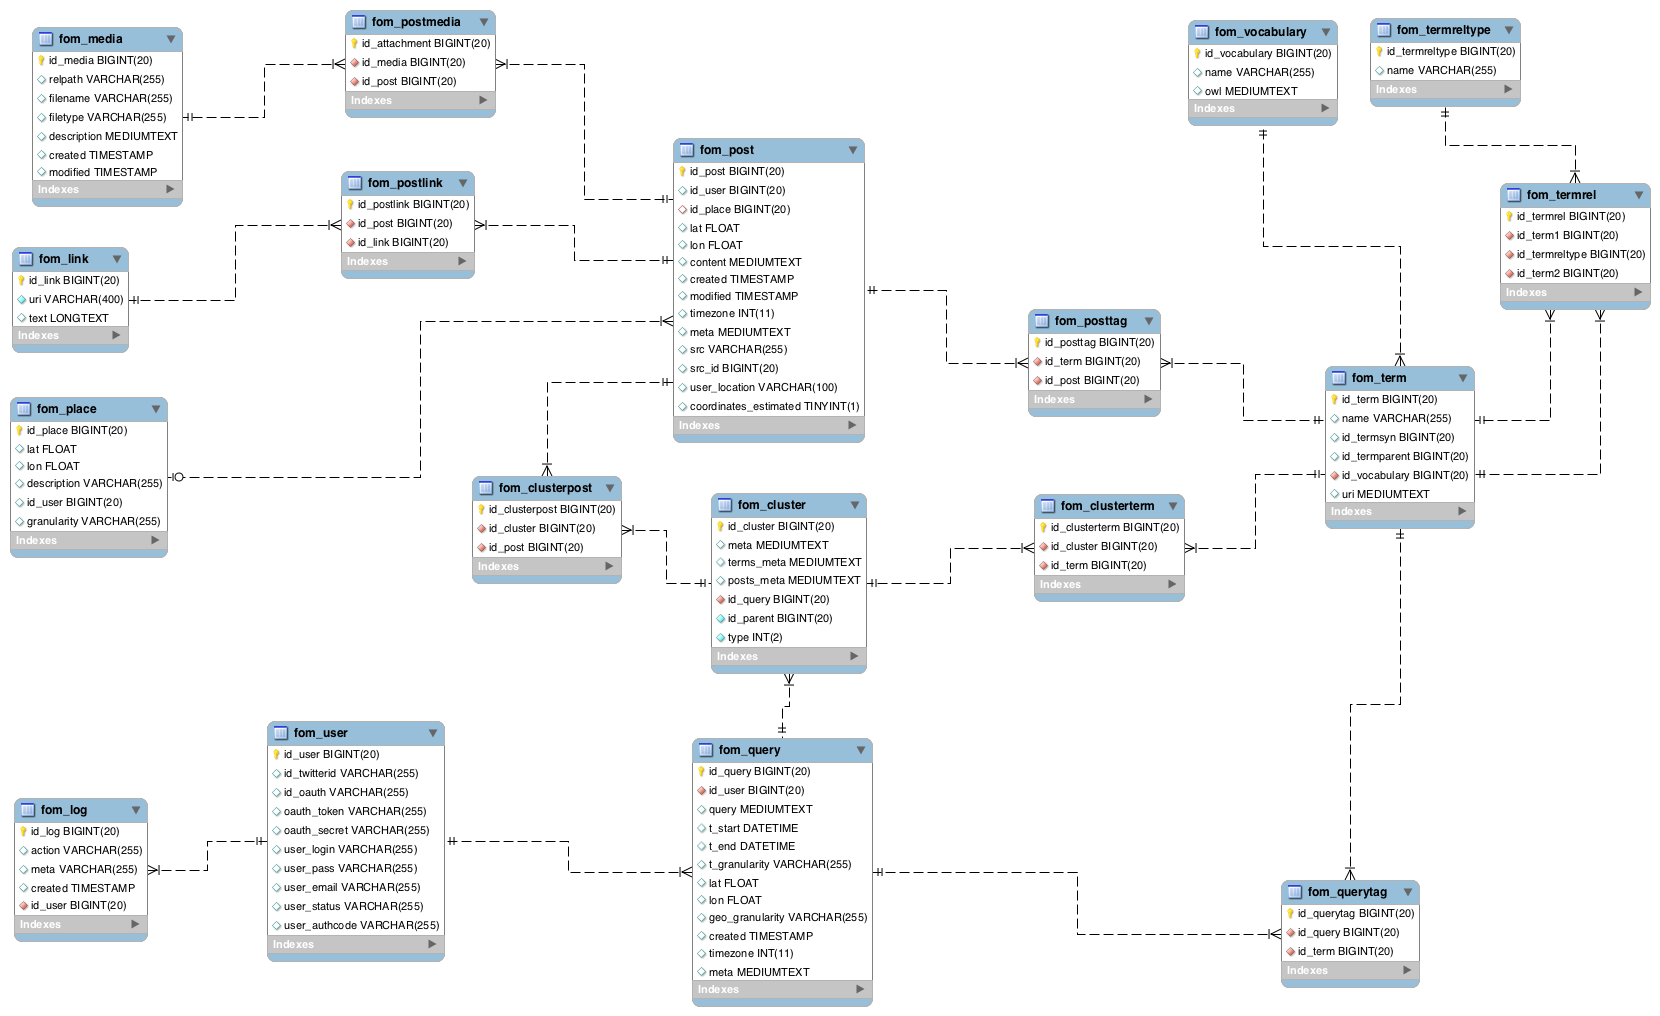 fom_media
id_media BIGINT(20)
relpath VARCHAR(255)
filename VARCHAR(255)
filetype VARCHAR(255)
description MEDIUMTEXT
created TIMESTAMP
modified TIMESTAMP
Indexes
fom_postmedia
id_attachment BIGINT(20)
id_media BIGINT(20)
id_post BIGINT(20)
Indexes
fom_postlink
id_postlink BIGINT(20)
id_post BIGINT(20)
id_link BIGINT(20)
Indexes
fom_link
id_link BIGINT(20)
uri VARCHAR(400)
text LONGTEXT
Indexes
fom_place
id_place BIGINT(20)
lat FLOAT
lon FLOAT
description VARCHAR(255)
id_user BIGINT(20)
granularity VARCHAR(255)
Indexes
fom_post
id_post BIGINT(20)
id_user BIGINT(20)
id_place BIGINT(20)
lat FLOAT
lon FLOAT
content MEDIUMTEXT
created TIMESTAMP
modified TIMESTAMP
timezone INT(11)
meta MEDIUMTEXT
src VARCHAR(255)
src_id BIGINT(20)
user_location VARCHAR(100)
coordinates_estimated TINYINT(1)
Indexes
fom_vocabulary
id_vocabulary BIGINT(20)
name VARCHAR(255)
owl MEDIUMTEXT
Indexes
fom_termreltype
id_termreltype BIGINT(20)
name VARCHAR(255)
Indexes
fom_termrel
id_termrel BIGINT(20)
id_term1 BIGINT(20)
id_termreltype BIGINT(20)
id_term2 BIGINT(20)
Indexes
fom_posttag
id_posttag BIGINT(20)
id_term BIGINT(20)
id_post BIGINT(20)
Indexes
fom_term
id_term BIGINT(20)
name VARCHAR(255)
id_termsyn BIGINT(20)
id_termparent BIGINT(20)
id_vocabulary BIGINT(20)
uri MEDIUMTEXT
Indexes
fom_clusterpost
id_clusterpost BIGINT(20)
id_cluster BIGINT(20)
id_post BIGINT(20)
Indexes
fom_cluster
id_cluster BIGINT(20)
meta MEDIUMTEXT
terms_meta MEDIUMTEXT
posts_meta MEDIUMTEXT
id_query BIGINT(20)
id_parent BIGINT(20)
type INT(2)
Indexes
fom_clusterterm
id_clusterterm BIGINT(20)
id_cluster BIGINT(20)
id_term BIGINT(20)
Indexes
fom_log
id_log BIGINT(20)
action VARCHAR(255)
meta VARCHAR(255)
created TIMESTAMP
id_user BIGINT(20)
Indexes
fom_user
id_user BIGINT(20)
id_twitterid VARCHAR(255)
id_oauth VARCHAR(255)
oauth_token VARCHAR(255)
oauth_secret VARCHAR(255)
user_login VARCHAR(255)
user_pass VARCHAR(255)
user_email VARCHAR(255)
user_status VARCHAR(255)
user_authcode VARCHAR(255)
Indexes
fom_query
id_query BIGINT(20)
id_user BIGINT(20)
query MEDIUMTEXT
t_start DATETIME
t_end DATETIME
t_granularity VARCHAR(255)
lat FLOAT
lon FLOAT
geo_granularity VARCHAR(255)
created TIMESTAMP
timezone INT(11)
meta MEDIUMTEXT
Indexes
fom_querytag
id_querytag BIGINT(20)
id_query BIGINT(20)
id_term BIGINT(20)
Indexes